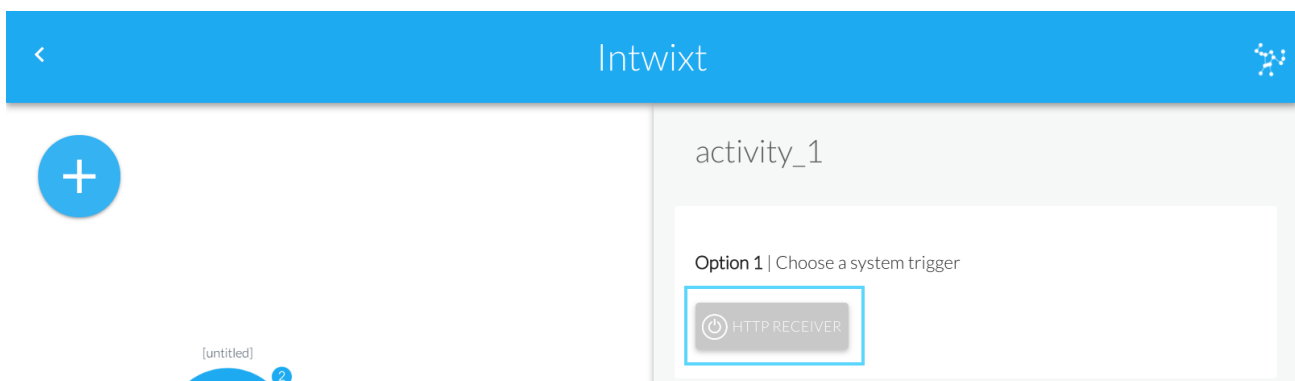 Intwixt
activity_1
Option 1 | Choose a system trigger
HTTP RECEIVER
[untitled]
2